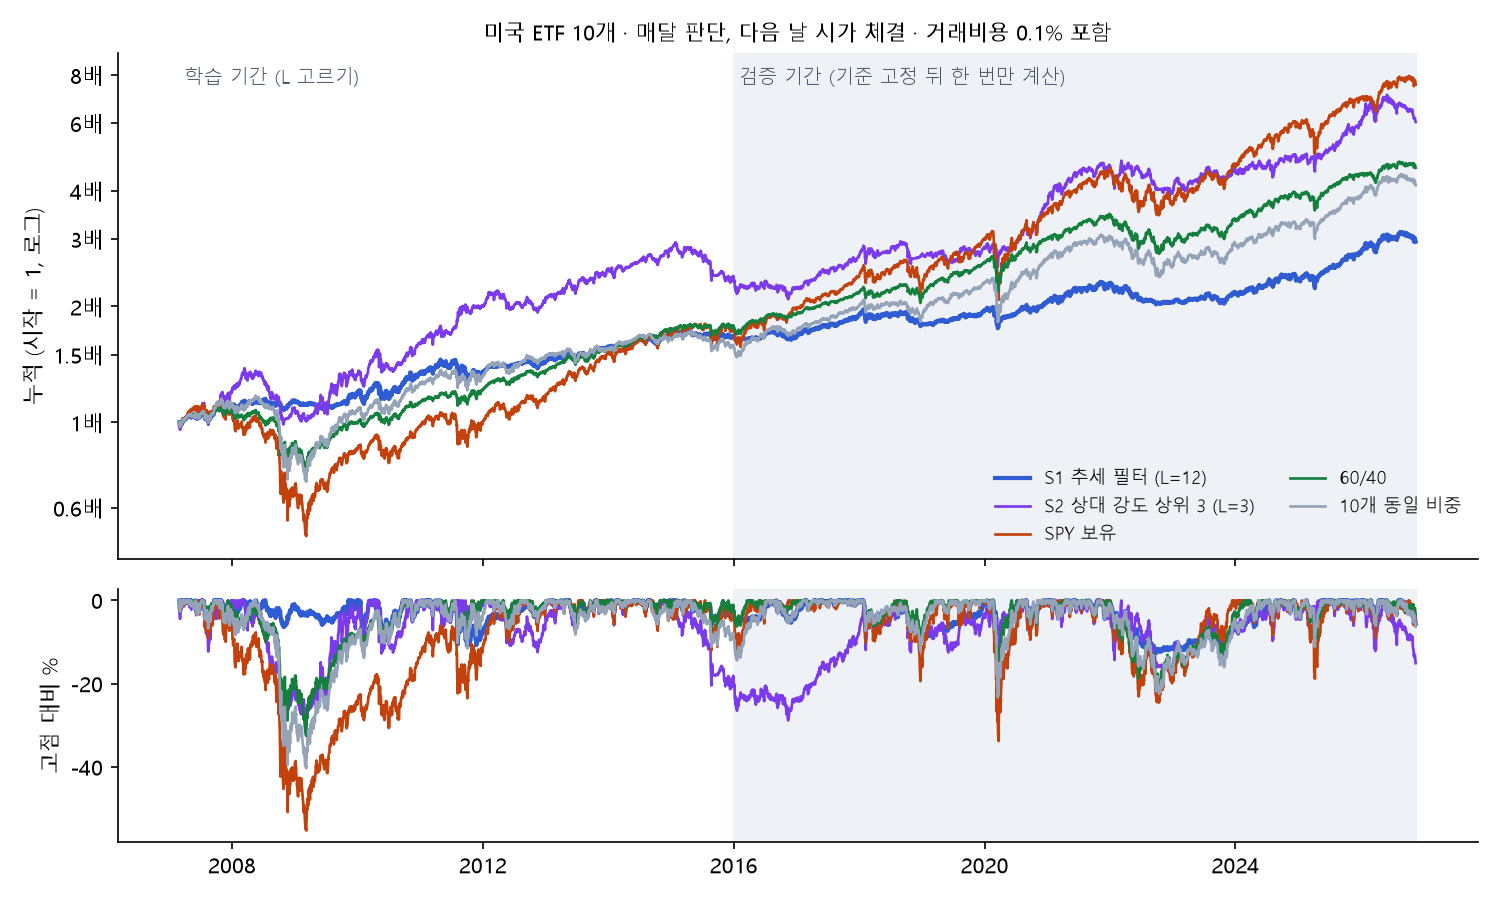 미국 ETF 10개 · 매달 판단, 다음 날 시가 체결 · 거래비용 0.1% 포함
학습 기간 (L 고르기)
검증 기간 (기준 고정 뒤 한 번만 계산)
누적 (시작 = 1, 로그)
8배
6배
4배
3배
2배
1.5배
1배
0.6배
S1 추세 필터 (L=12)
S2 상대 강도 상위 3 (L=3)
SPY 보유
60/40
10개 동일 비중
고점 대비 %
0
-20
-40
2008
2012
2016
2020
2024